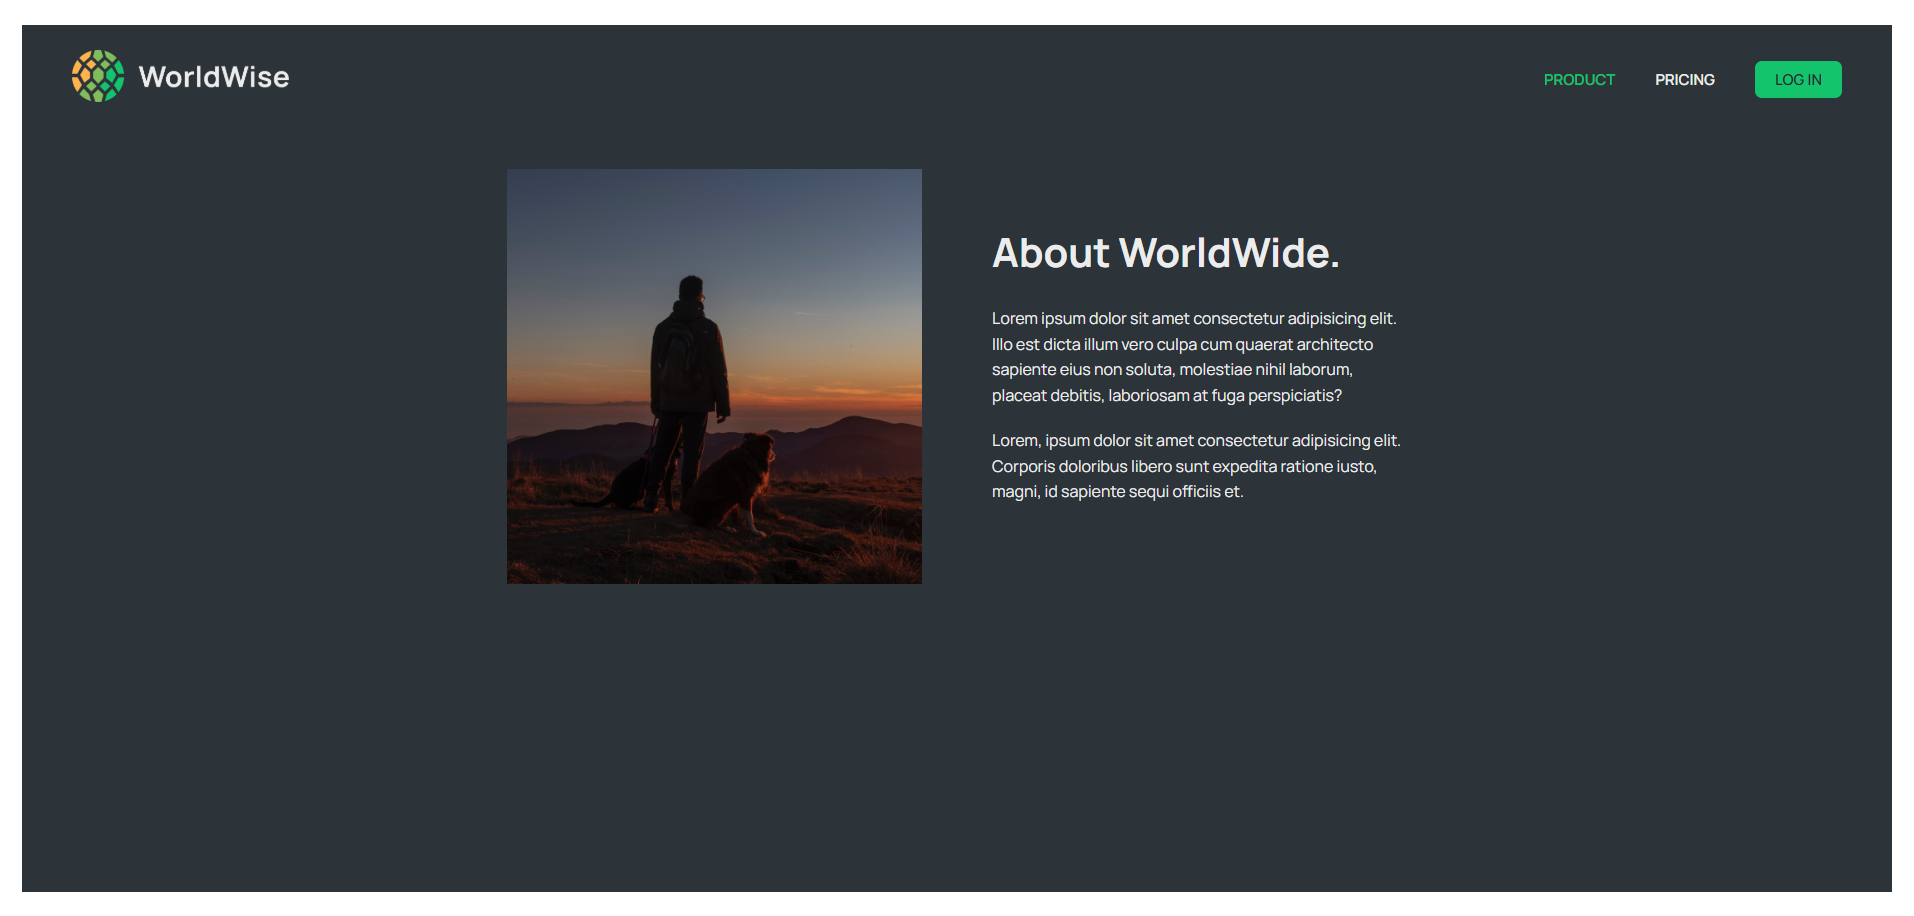 WorldWise
PRODUCT
PRICING
LOG IN
About WorldWide.
Lorem ipsum dolor sit amet consectetur adipisicing elit.
Illo est dicta illum vero culpa cum quaerat architecto
sapiente eius non soluta, molestiae nihil laborum,
placeat debitis, laboriosam at fuga perspiciatis?
Lorem, ipsum dolor sit amet consectetur adipisicing elit.
Corporis doloribus libero sunt expedita ratione iusto,
magni, id sapiente sequi officiis et.